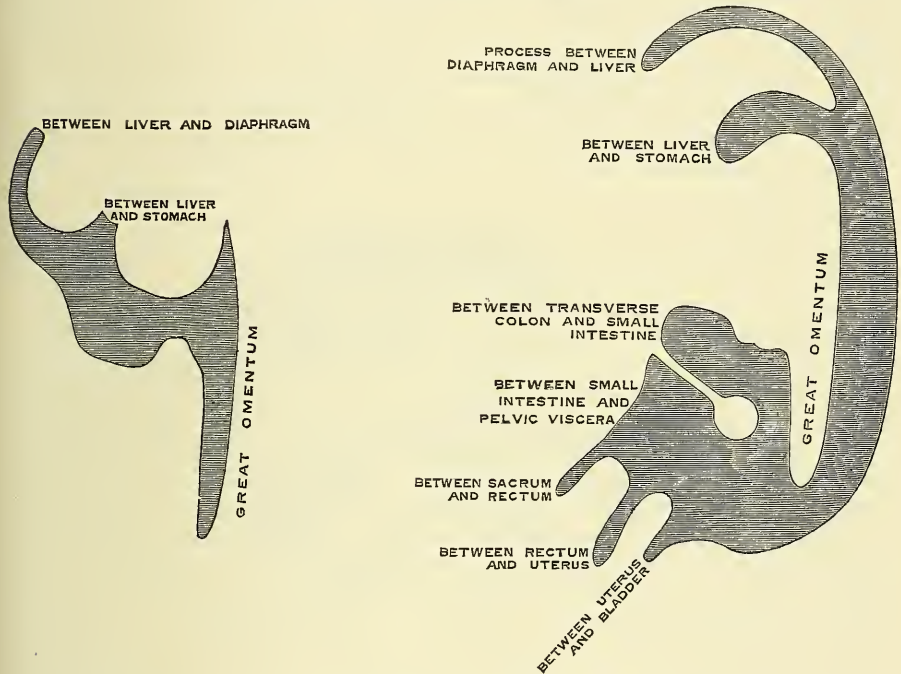 BETWEEN LIVER AND DIAPHRAGM
BETWEEN LIVER
AND STOMACH
GREAT OMENTUM
PROCESS BETWEEN
DIAPHRAGM AND LIVER
BETWEEN LIVER
AND STOMACH
GREAT OMENTUM
BETWEEN TRANSVERSE
COLON AND SMALL
INTESTINE
BETWEEN SMALL
INTESTINE AND
PELVIC VISCERA
BETWEEN SACRUM
AND RECTUM
BETWEEN RECTUM
AND UTERUS
BETWEEN UTERUS
AND BLADDER